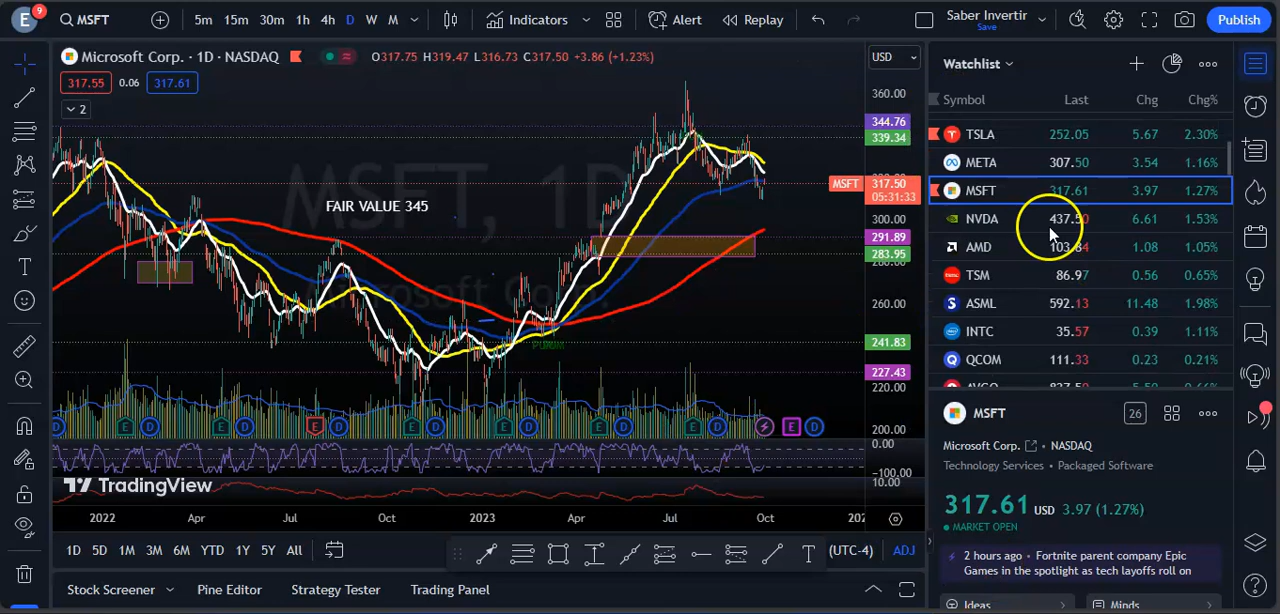 E 9 MSFT 5m 15m 30m 1h 4h D W M Indicators Alert Replay Saber Invertir Save Publish
Microsoft Corp. · 1D · NASDAQ O317.75 H319.47 L316.73 C317.50 +3.86 (+1.23%) USD
317.55 0.06 317.61
2
MSFT, 1D
Microsoft Corp.
FAIR VALUE 345
360.00
344.76
339.34
MSFT 317.50
05:31:33
300.00
291.89
283.95
260.00
241.83
227.43
220.00
200.00
0.00
−100.00
10.00
E D E D E D E D E D E D E D E D
TradingView
2022 Apr Jul Oct 2023 Apr Jul Oct
1D 5D 1M 3M 6M YTD 1Y 5Y All T (UTC-4) ADJ
Stock Screener Pine Editor Strategy Tester Trading Panel
Watchlist
Symbol Last Chg Chg%
TSLA 252.05 5.67 2.30%
META 307.50 3.54 1.16%
MSFT 317.61 3.97 1.27%
NVDA 437.50 6.61 1.53%
AMD 103.34 1.08 1.05%
TSM 86.97 0.56 0.65%
ASML 592.13 11.48 1.98%
INTC 35.57 0.39 1.11%
QCOM 111.33 0.23 0.21%
MSFT 26
Microsoft Corp. • NASDAQ
Technology Services • Packaged Software
317.61 USD 3.97 (1.27%)
MARKET OPEN
2 hours ago • Fortnite parent company Epic
Games in the spotlight as tech layoffs roll on
Ideas Minds